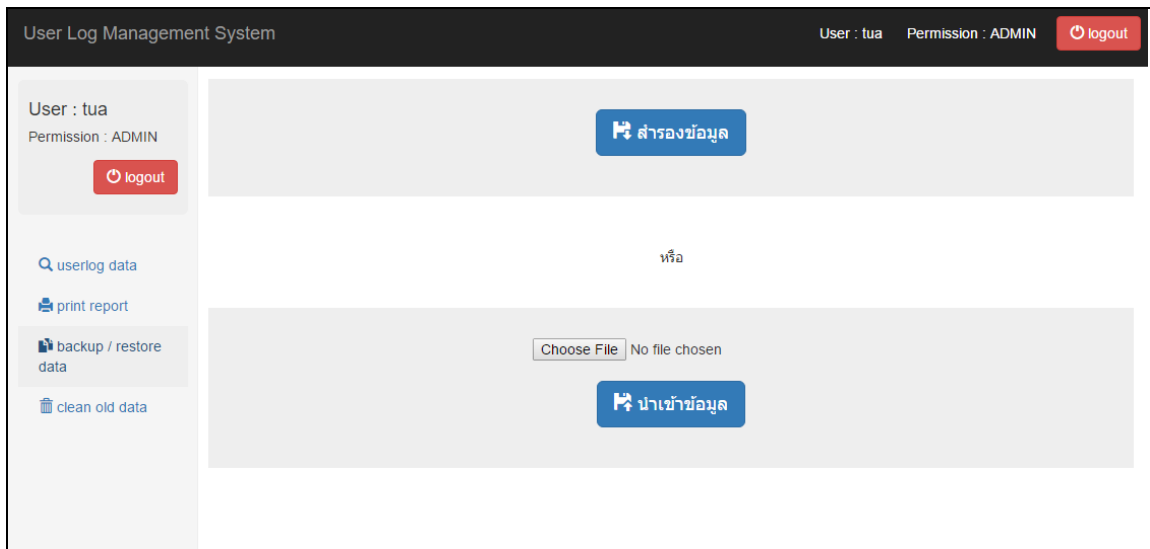 User Log Management System
User : tua Permission : ADMIN logout
User : tua
Permission : ADMIN
logout
userlog data
print report
backup / restore
data
clean old data
สำรองข้อมูล
หรือ
Choose File No file chosen
นำเข้าข้อมูล